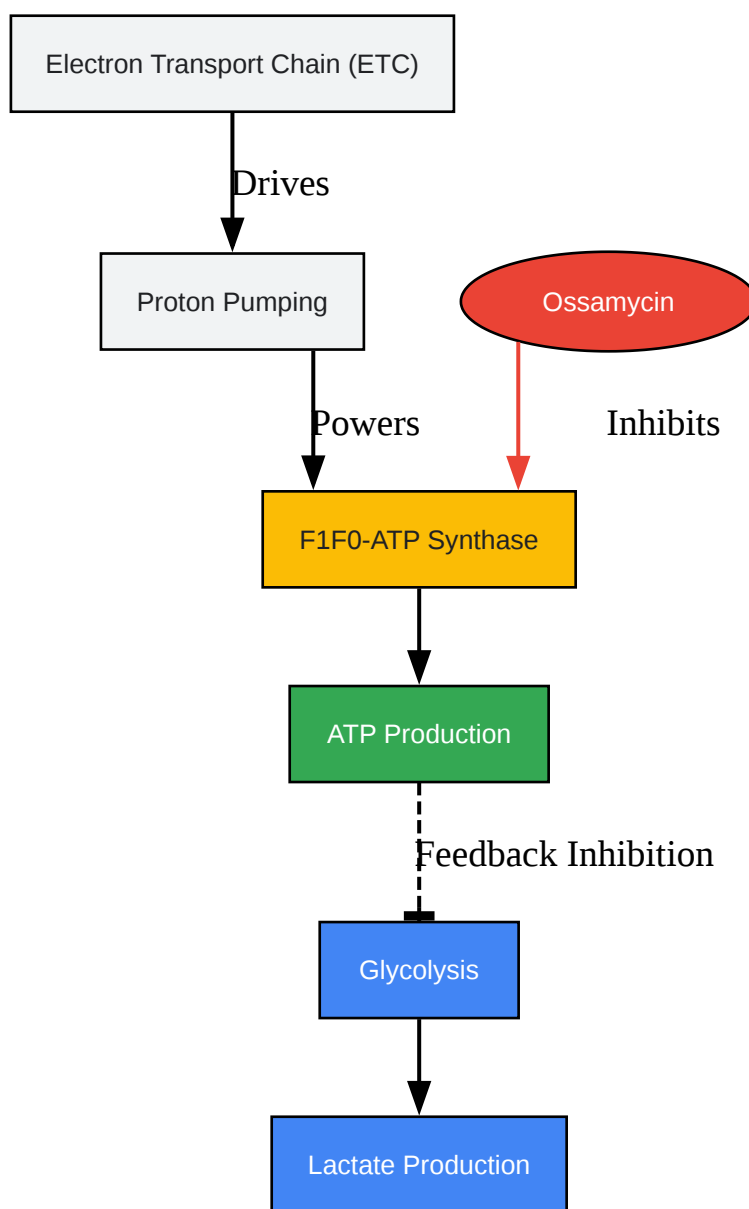 Electron Transport Chain (ETC)
Drives
Proton Pumping
Ossamycin
Powers
Inhibits
F1F0-ATP Synthase
ATP Production
Feedback Inhibition
Glycolysis
Lactate Production